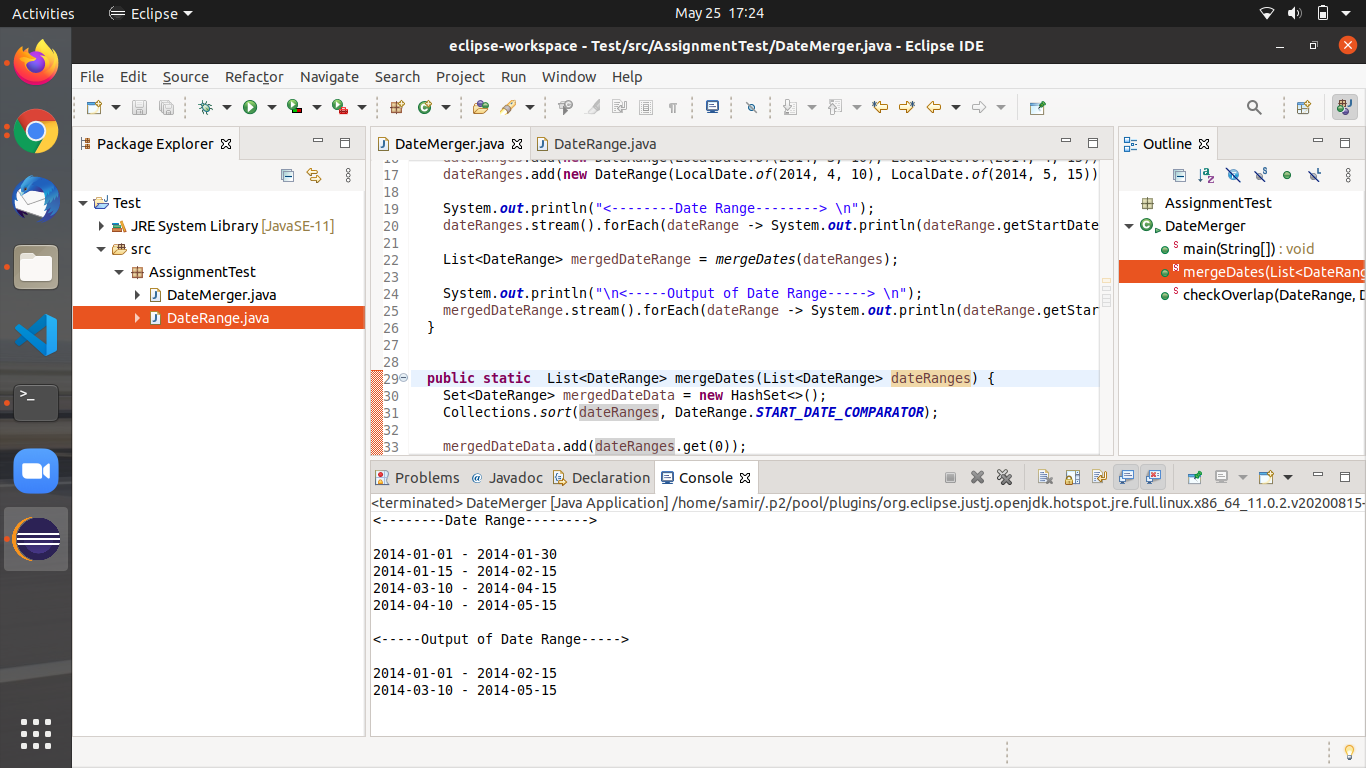 Activities Eclipse May 25 17:24
eclipse-workspace - Test/src/AssignmentTest/DateMerger.java - Eclipse IDE
File Edit Source Refactor Navigate Search Project Run Window Help
Package Explorer
Test
JRE System Library [JavaSE-11]
src
AssignmentTest
DateMerger.java
DateRange.java
DateMerger.java DateRange.java
17 dateRanges.add(new DateRange(LocalDate.of(2014, 4, 10), LocalDate.of(2014, 5, 15))
18
19 System.out.println("<--------Date Range--------> \n");
20 dateRanges.stream().forEach(dateRange -> System.out.println(dateRange.getStartDate
21
22 List<DateRange> mergedDateRange = mergeDates(dateRanges);
23
24 System.out.println("\n<-----Output of Date Range-----> \n");
25 mergedDateRange.stream().forEach(dateRange -> System.out.println(dateRange.getStar
26 }
27
28
29 public static List<DateRange> mergeDates(List<DateRange> dateRanges) {
30 Set<DateRange> mergedDateData = new HashSet<>();
31 Collections.sort(dateRanges, DateRange.START_DATE_COMPARATOR);
32
33 mergedDateData.add(dateRanges.get(0));
Outline
AssignmentTest
DateMerger
main(String[]) : void
mergeDates(List<DateRang
checkOverlap(DateRange, D
Problems @ Javadoc Declaration Console
<terminated> DateMerger [Java Application] /home/samir/.p2/pool/plugins/org.eclipse.justj.openjdk.hotspot.jre.full.linux.x86_64_11.0.2.v20200815-
<--------Date Range-------->
2014-01-01 - 2014-01-30
2014-01-15 - 2014-02-15
2014-03-10 - 2014-04-15
2014-04-10 - 2014-05-15
<-----Output of Date Range----->
2014-01-01 - 2014-02-15
2014-03-10 - 2014-05-15